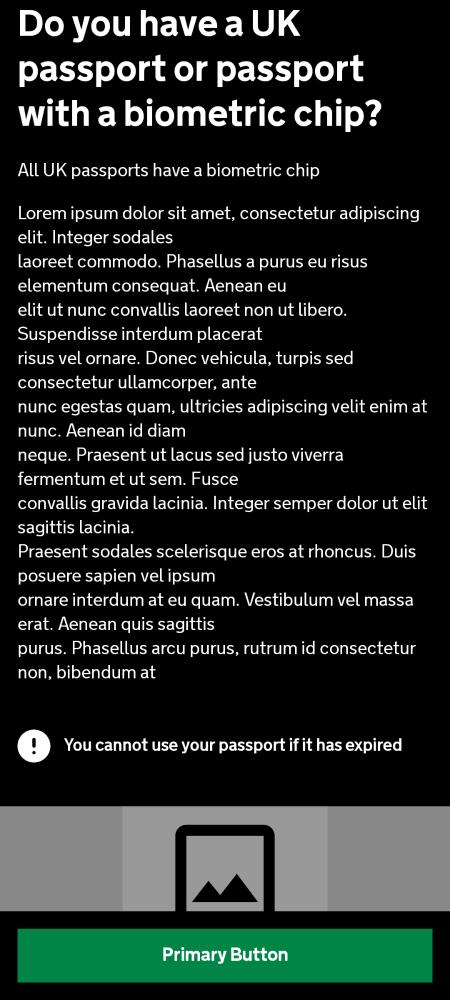 Do you have a UK
passport or passport
with a biometric chip?
All UK passports have a biometric chip
Lorem ipsum dolor sit amet, consectetur adipiscing
elit. Integer sodales
laoreet commodo. Phasellus a purus eu risus
elementum consequat. Aenean eu
elit ut nunc convallis laoreet non ut libero.
Suspendisse interdum placerat
risus vel ornare. Donec vehicula, turpis sed
consectetur ullamcorper, ante
nunc egestas quam, ultricies adipiscing velit enim at
nunc. Aenean id diam
neque. Praesent ut lacus sed justo viverra
fermentum et ut sem. Fusce
convallis gravida lacinia. Integer semper dolor ut elit
sagittis lacinia.
Praesent sodales scelerisque eros at rhoncus. Duis
posuere sapien vel ipsum
ornare interdum at eu quam. Vestibulum vel massa
erat. Aenean quis sagittis
purus. Phasellus arcu purus, rutrum id consectetur
non, bibendum at
You cannot use your passport if it has expired
Primary Button